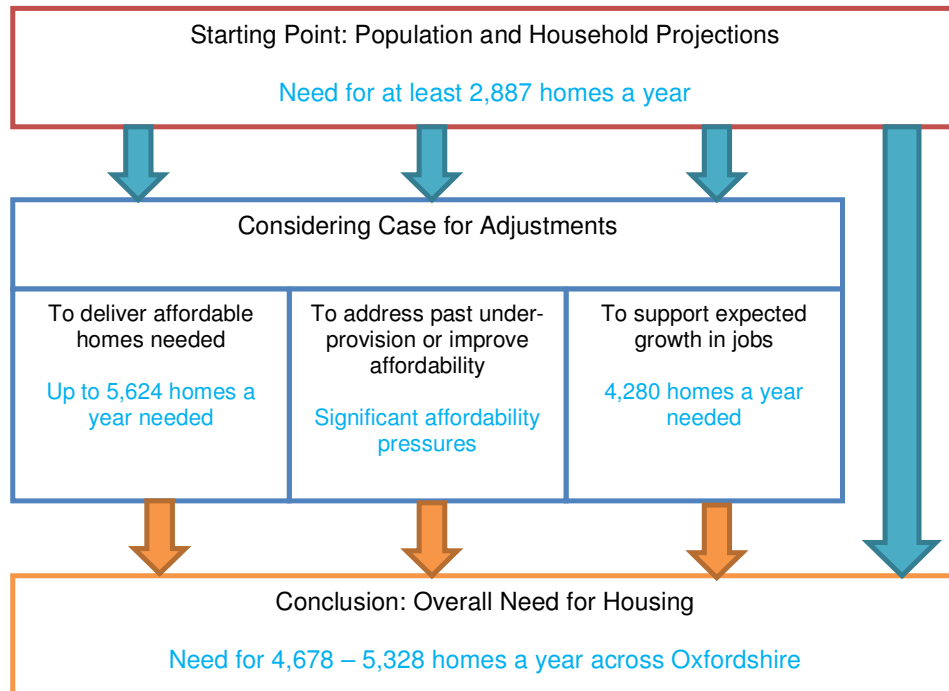 Starting Point: Population and Household Projections
Need for at least 2,887 homes a year
Considering Case for Adjustments
To deliver affordable
homes needed
Up to 5,624 homes a
year needed
To address past under-
provision or improve
affordability
Significant affordability
pressures
To support expected
growth in jobs
4,280 homes a year
needed
Conclusion: Overall Need for Housing
Need for 4,678 – 5,328 homes a year across Oxfordshire